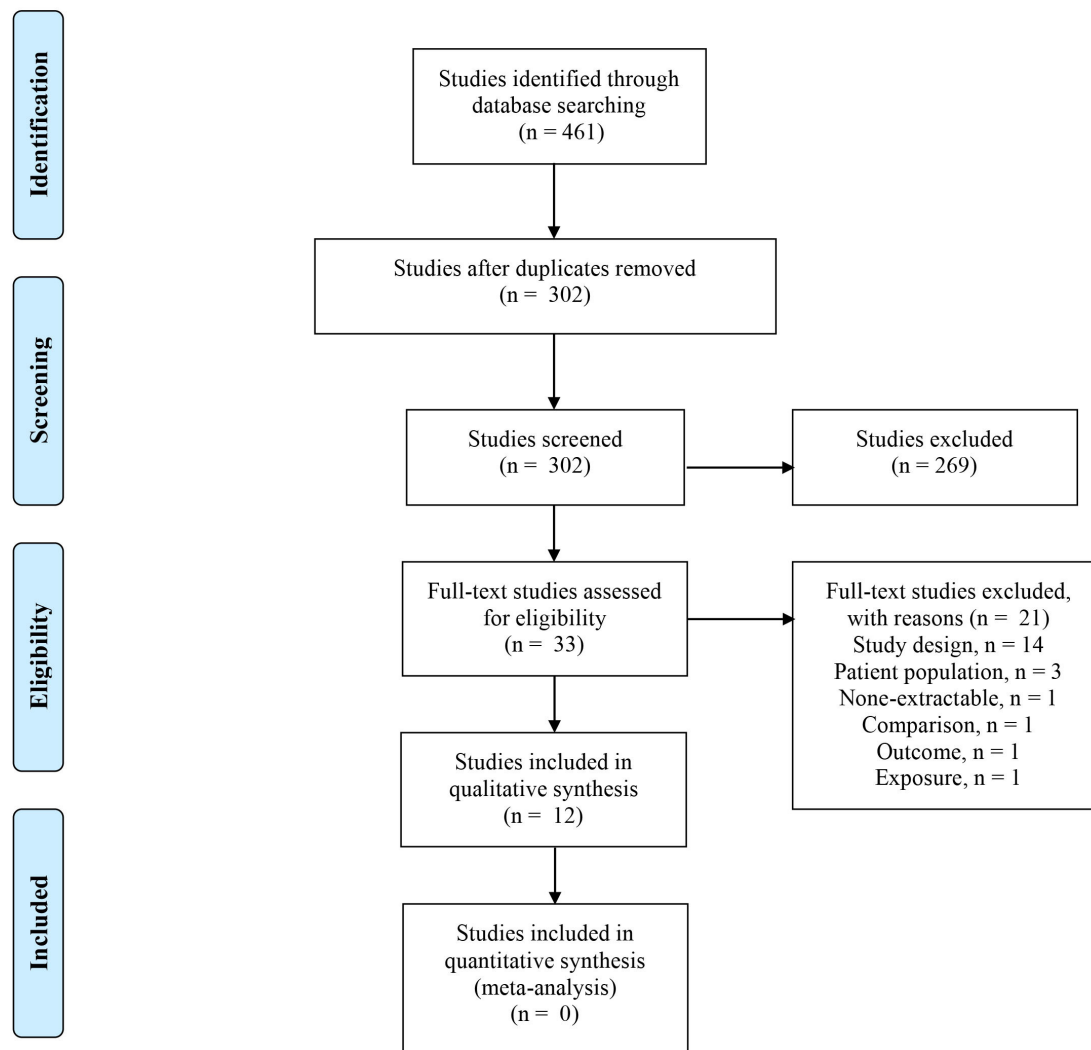 Identification
Studies identified through
database searching
(n = 461)
Studies after duplicates removed
(n = 302)
Screening
Studies screened
(n = 302)
Studies excluded
(n = 269)
Eligibility
Full-text studies assessed
for eligibility
(n = 33)
Full-text studies excluded,
with reasons (n = 21)
Study design, n = 14
Patient population, n = 3
None-extractable, n = 1
Comparison, n = 1
Outcome, n = 1
Exposure, n = 1
Studies included in
qualitative synthesis
(n = 12)
Included
Studies included in
quantitative synthesis
(meta-analysis)
(n = 0)